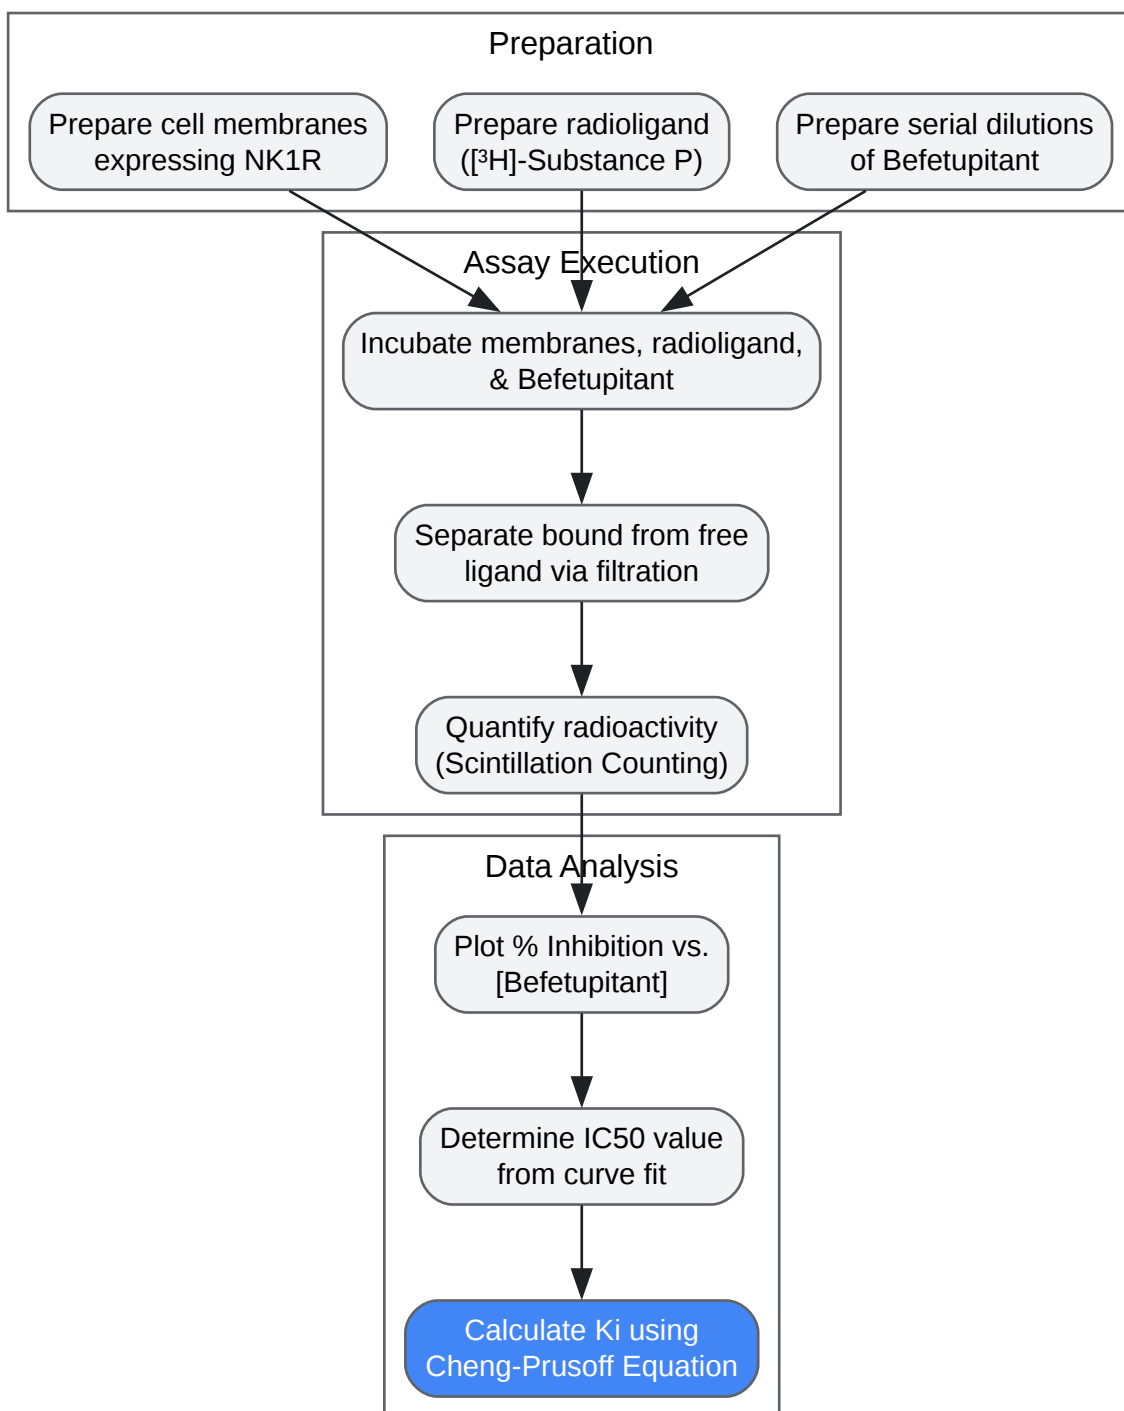 Preparation
Prepare cell membranes
expressing NK1R
Prepare radioligand
([³H]-Substance P)
Prepare serial dilutions
of Befetupitant
Assay Execution
Incubate membranes, radioligand,
& Befetupitant
Separate bound from free
ligand via filtration
Quantify radioactivity
(Scintillation Counting)
Data Analysis
Plot % Inhibition vs.
[Befetupitant]
Determine IC50 value
from curve fit
Calculate Ki using
Cheng-Prusoff Equation